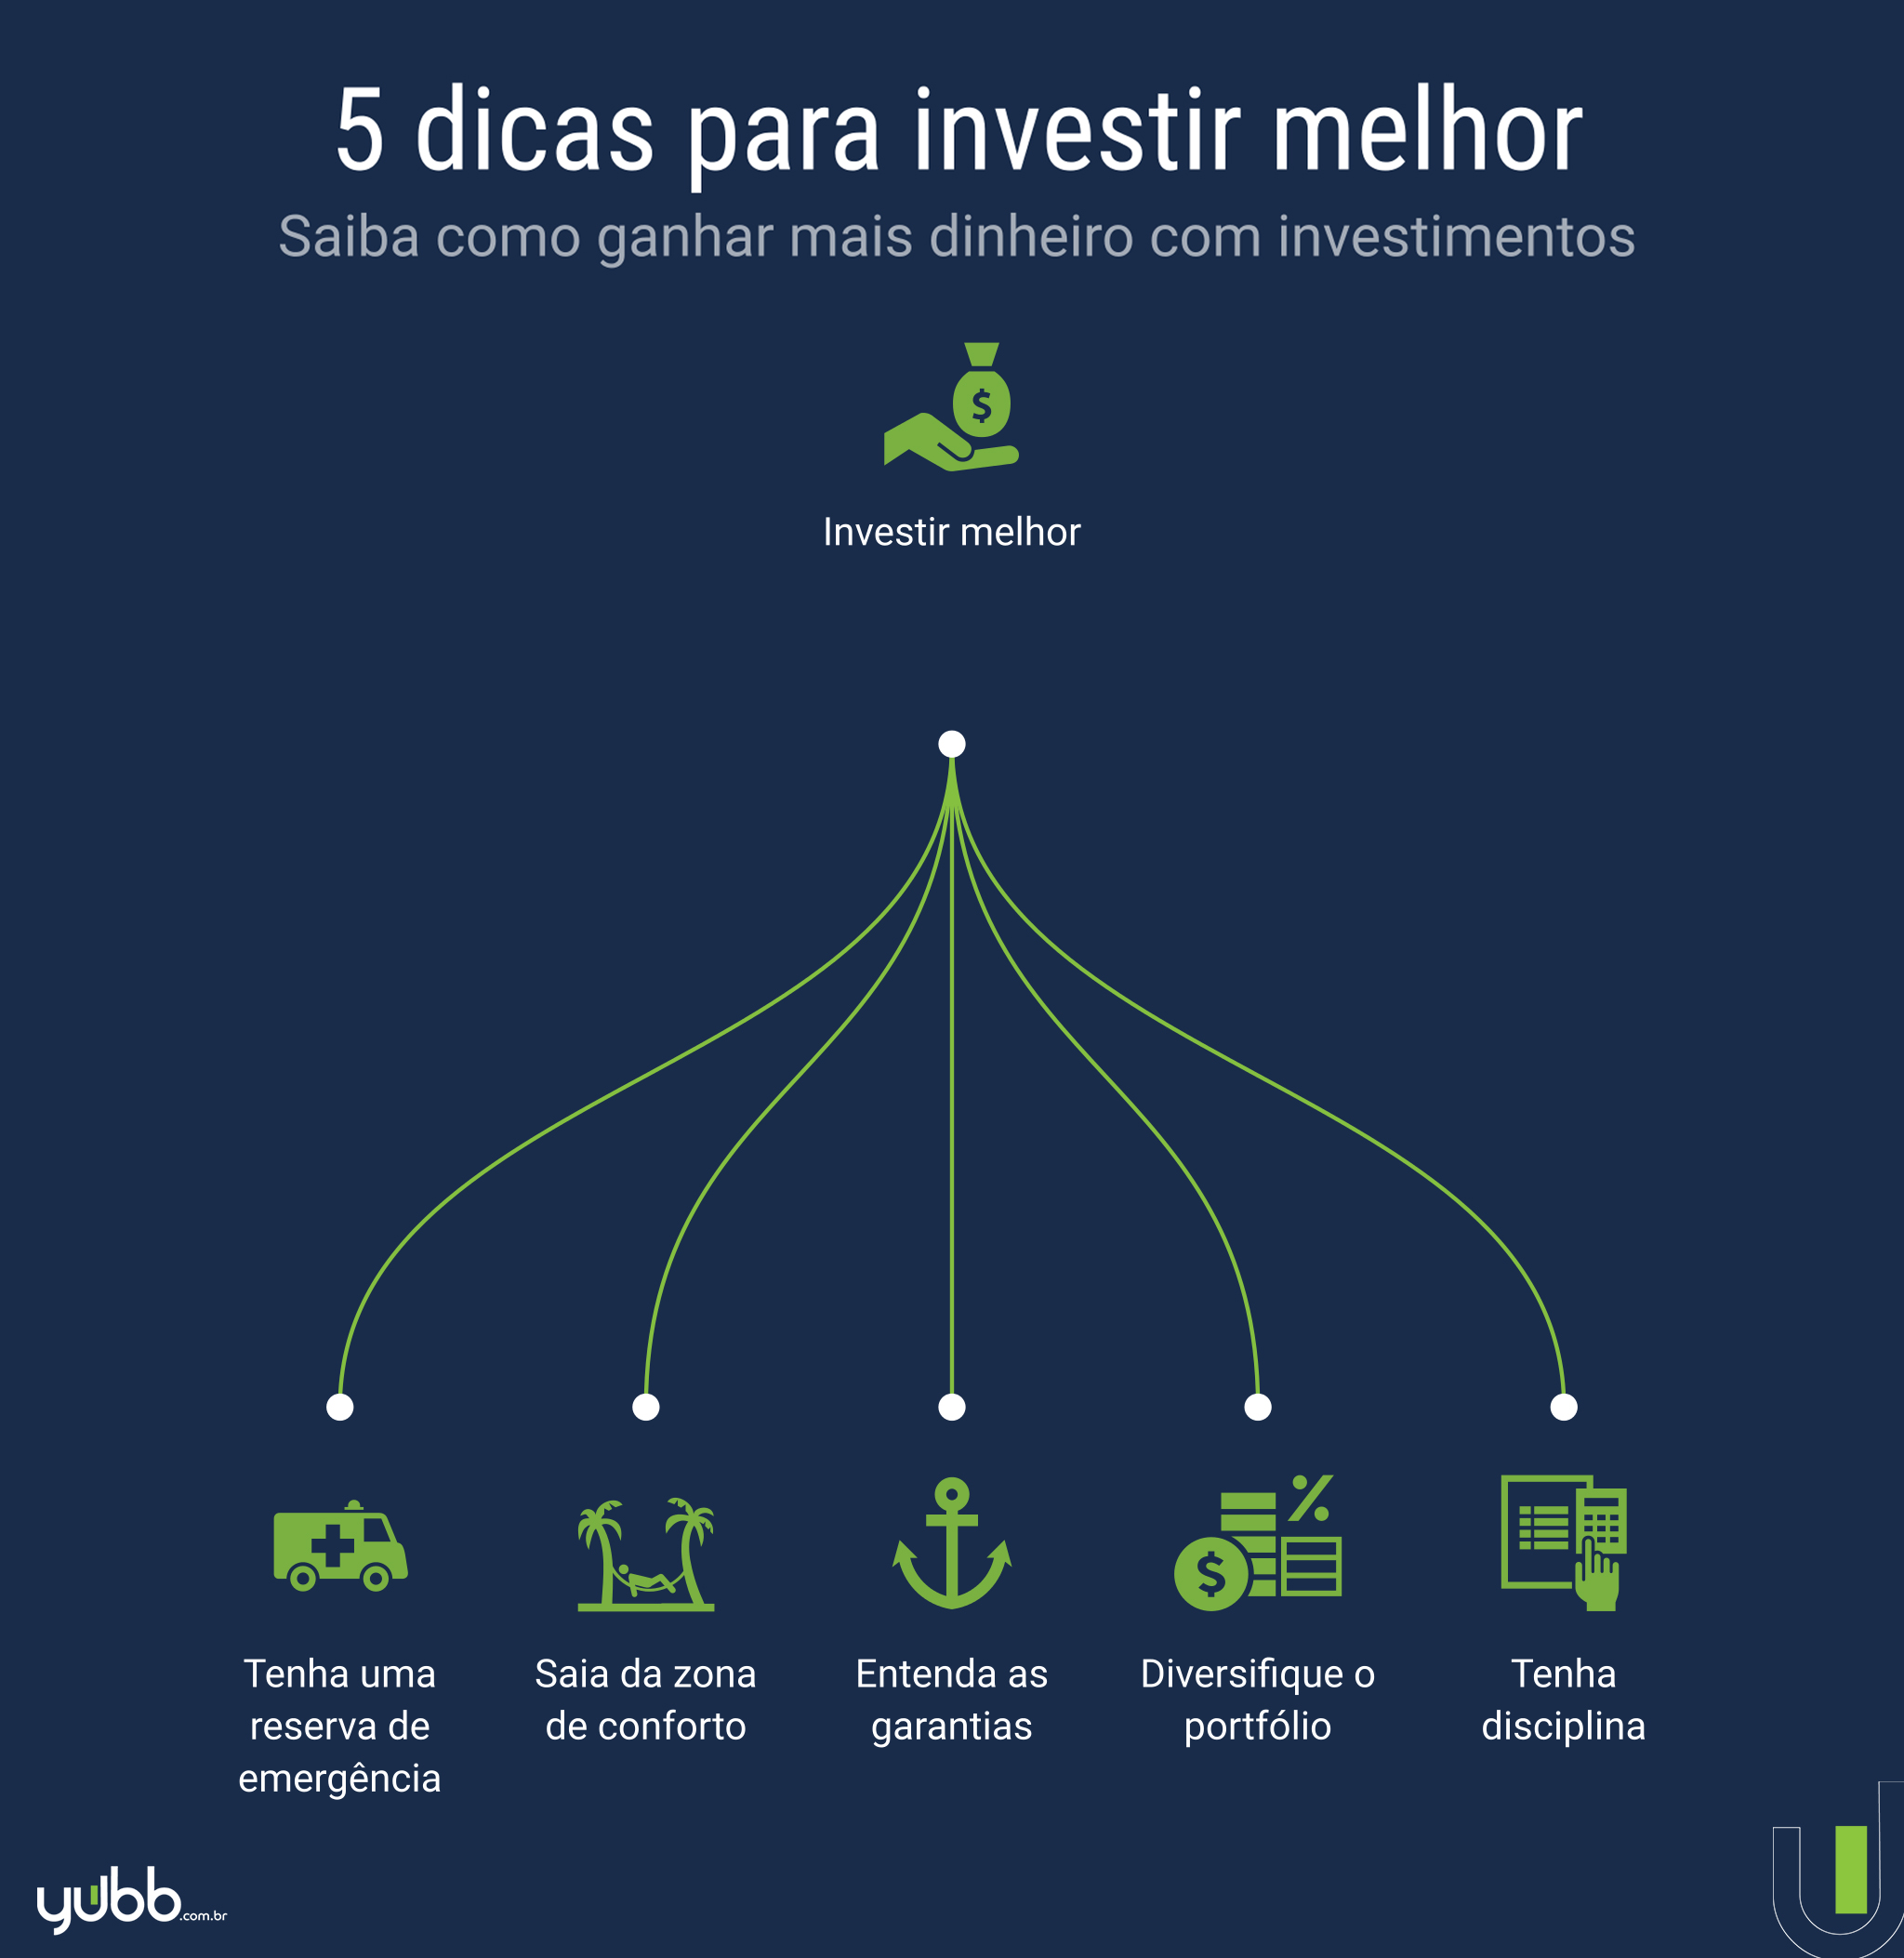 5 dicas para investir melhor
Saiba como ganhar mais dinheiro com investimentos
$
Investir melhor
%
$
Tenha uma
reserva de
emergência
Saia da zona
de conforto
Entenda as
garantias
Diversifique o
portfólio
Tenha
disciplina
yubb.com.br